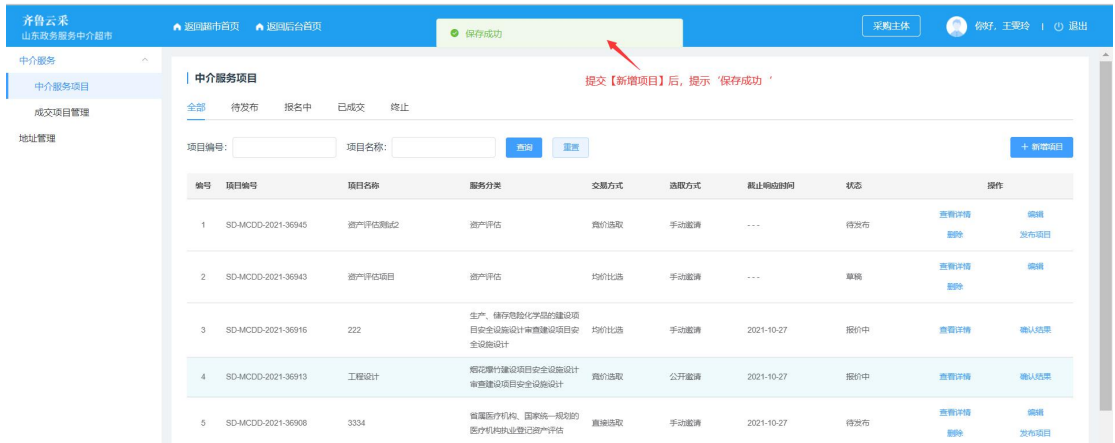 齐鲁云采
山东政务服务中介超市
返回超市首页 返回后台首页
保存成功
采购主体
你好, 王雯玲 | 退出
中介服务
中介服务项目
成交项目管理
地址管理
中介服务项目
提交【新增项目】后，提示‘保存成功 ‘
全部 待发布 报名中 已成交 终止
项目编号: 项目名称: 查询 重置 + 新增项目
编号 项目编号 项目名称 服务分类 交易方式 选取方式 截止响应时间 状态 操作
1 SD-MCDD-2021-36945 资产评估测试2 资产评估 竞价选取 手动邀请 - - - 待发布 查看详情 编辑
删除 发布项目
2 SD-MCDD-2021-36943 资产评估项目 资产评估 均价比选 手动邀请 - - - 草稿 查看详情 编辑
删除
生产、储存危险化学品的建设项
3 SD-MCDD-2021-36916 222 目安全设施设计审查建设项目安 均价比选 手动邀请 2021-10-27 报价中 查看详情 确认结果
全设施设计
烟花爆竹建设项目安全设施设计
4 SD-MCDD-2021-36913 工程设计 审查建设项目安全设施设计 竞价选取 公开邀请 2021-10-27 报价中 查看详情 确认结果
省属医疗机构、国家统一规划的
5 SD-MCDD-2021-36908 3334 医疗机构执业登记资产评估 直接选取 手动邀请 2021-10-27 待发布 查看详情 编辑
删除 发布项目